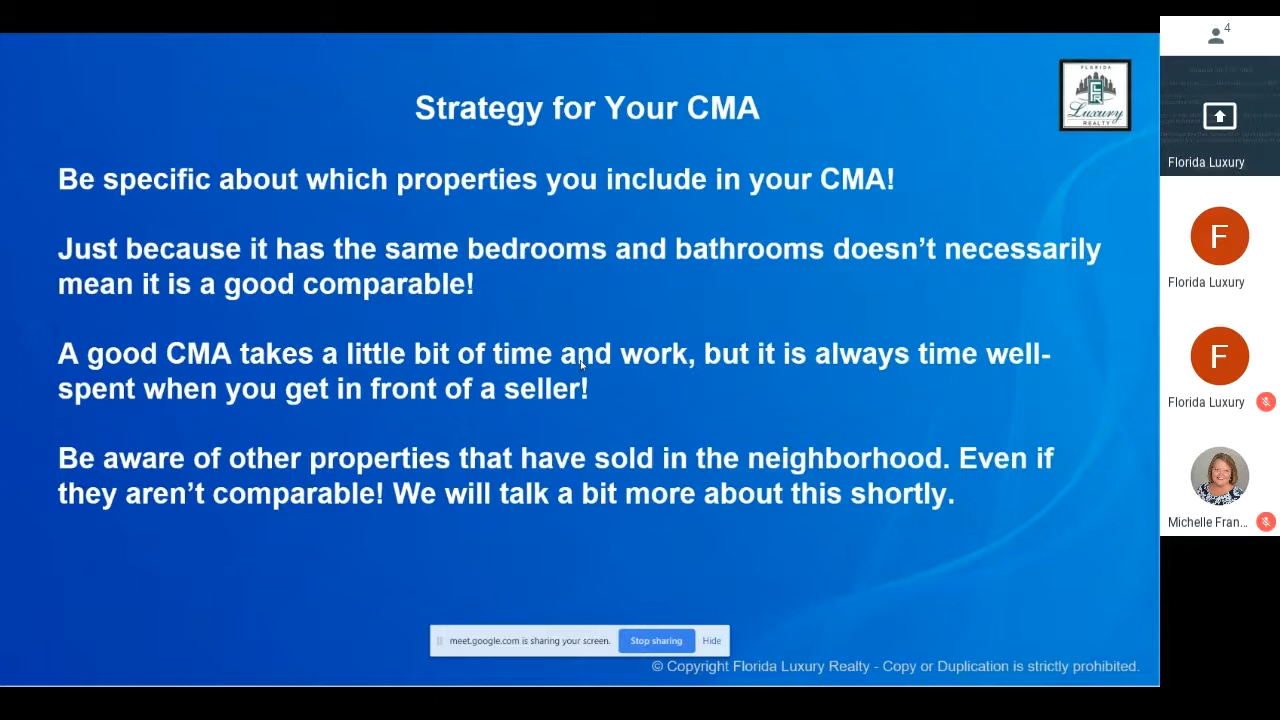 Strategy for Your CMA
FLORIDA
LR
Luxury
REALTY
Be specific about which properties you include in your CMA!
Just because it has the same bedrooms and bathrooms doesn’t necessarily
mean it is a good comparable!
A good CMA takes a little bit of time and work, but it is always time well-
spent when you get in front of a seller!
Be aware of other properties that have sold in the neighborhood. Even if
they aren’t comparable! We will talk a bit more about this shortly.
meet.google.com is sharing your screen. Stop sharing Hide
© Copyright Florida Luxury Realty - Copy or Duplication is strictly prohibited.
4
Florida Luxury
F
Florida Luxury
F
Florida Luxury
Michelle Fran...